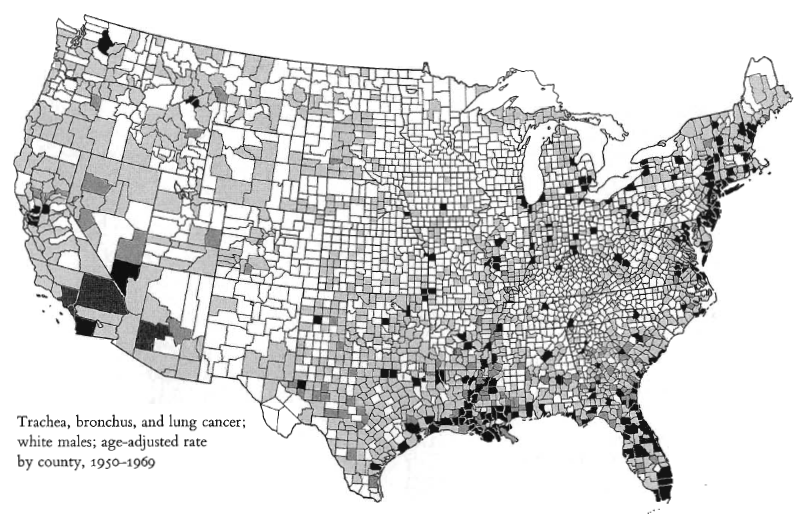 Trachea, bronchus, and lung cancer;
white males; age-adjusted rate
by county, 1950–1969